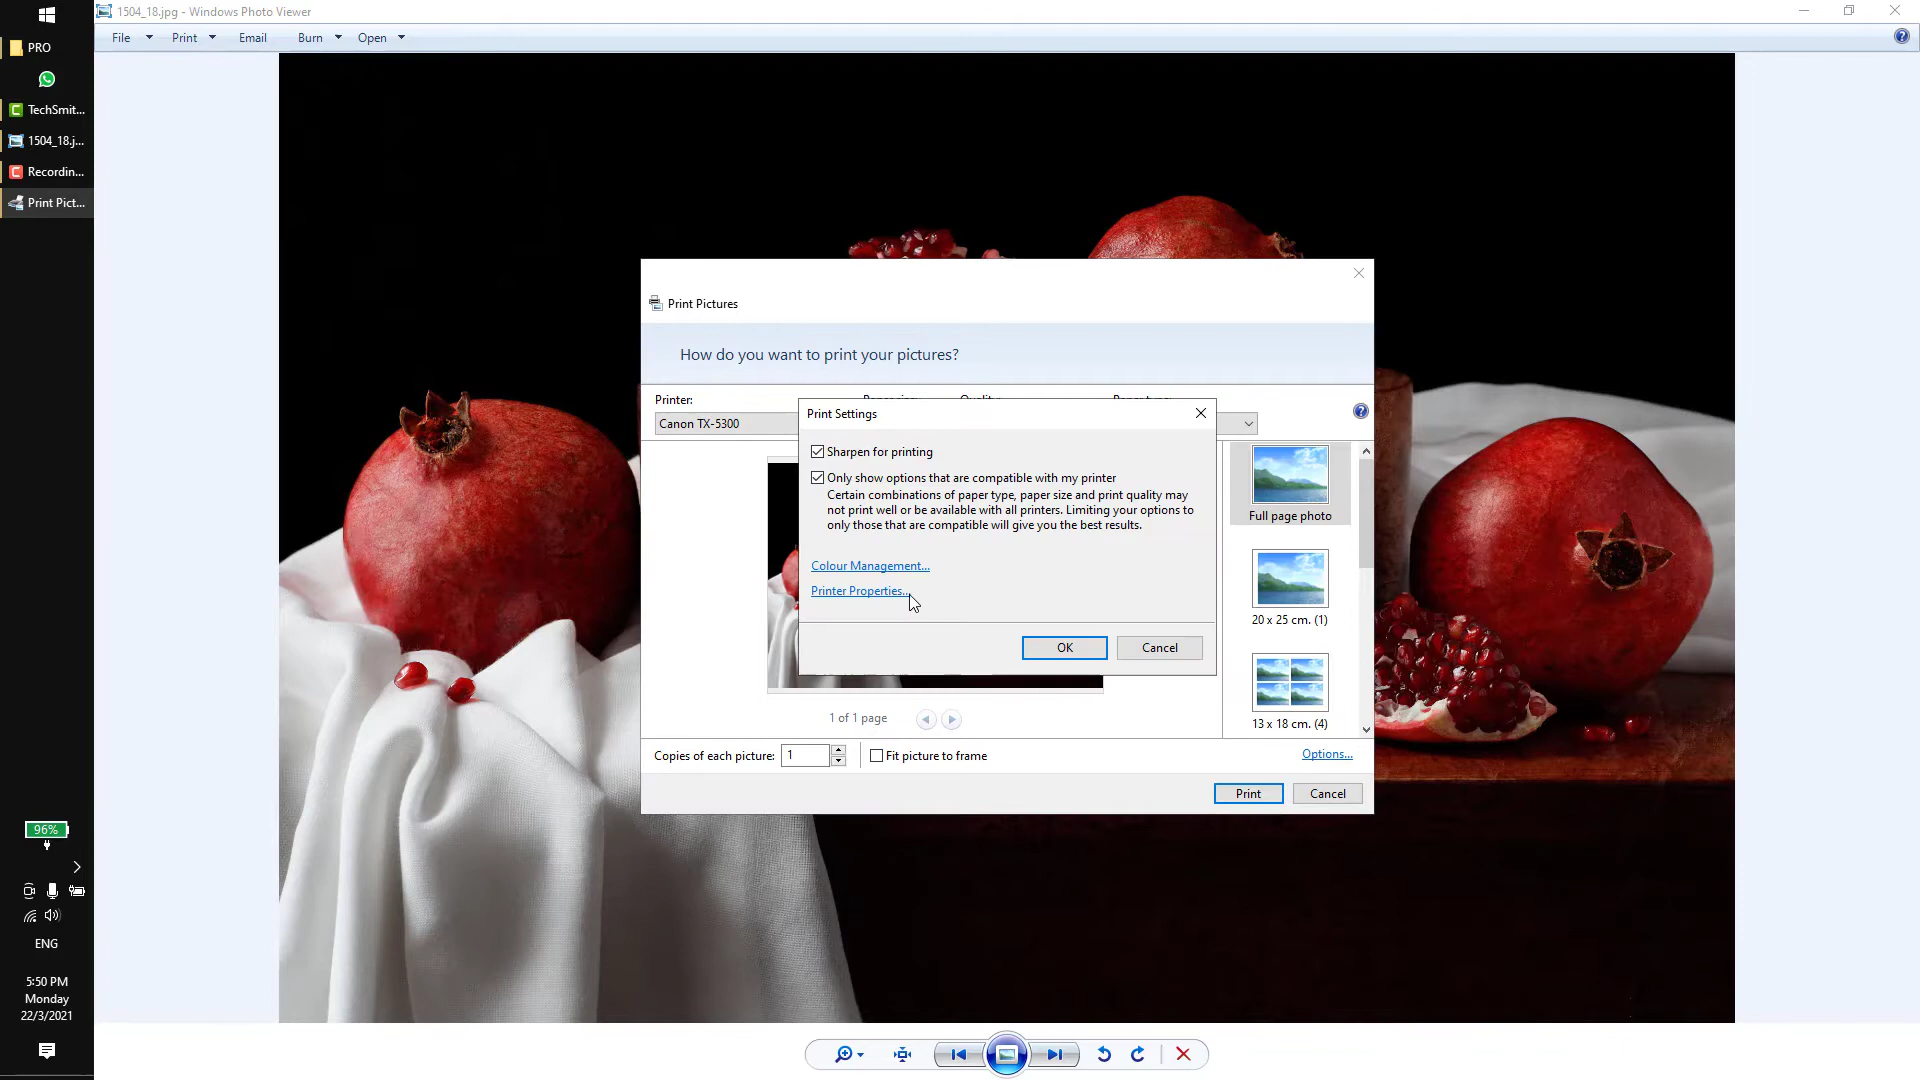 1504_18.jpg - Windows Photo Viewer
File Print Email Burn Open
PRO
TechSmit...
1504_18.j...
Recordin...
Print Pict...
96%
ENG
5:50 PM
Monday
22/3/2021
Print Pictures
How do you want to print your pictures?
Printer:
Canon TX-5300
Print Settings
Sharpen for printing
Only show options that are compatible with my printer
Certain combinations of paper type, paper size and print quality may
not print well or be available with all printers. Limiting your options to
only those that are compatible will give you the best results.
Colour Management...
Printer Properties...
OK Cancel
Full page photo
20 x 25 cm. (1)
13 x 18 cm. (4)
1 of 1 page
Copies of each picture: 1 Fit picture to frame Options...
Print Cancel